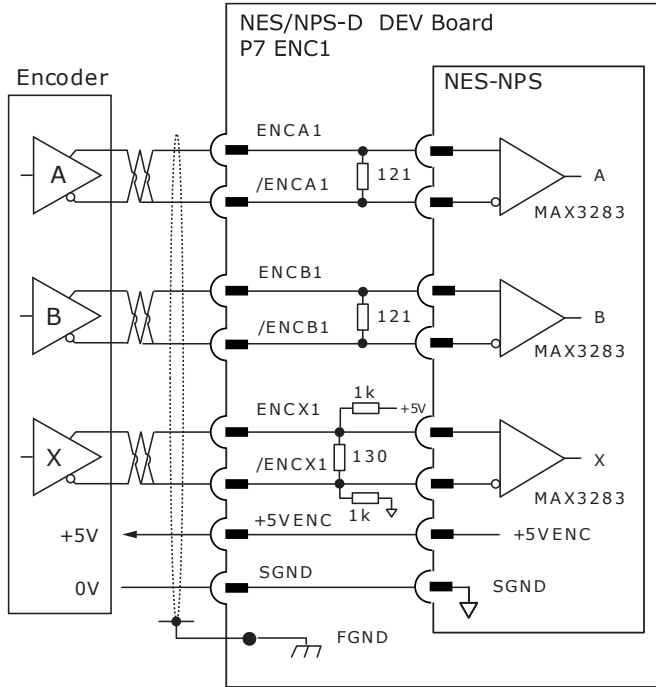 NES/NPS-D DEV Board
P7 ENC1
Encoder
NES-NPS
ENCA1
A
121
A
/ENCA1
MAX3283
ENCB1
B
121
B
/ENCB1
MAX3283
1k
ENCX1
+5V
X
130
X
/ENCX1
MAX3283
1k
+5V
+5VENC
+5VENC
0V
SGND
SGND
FGND